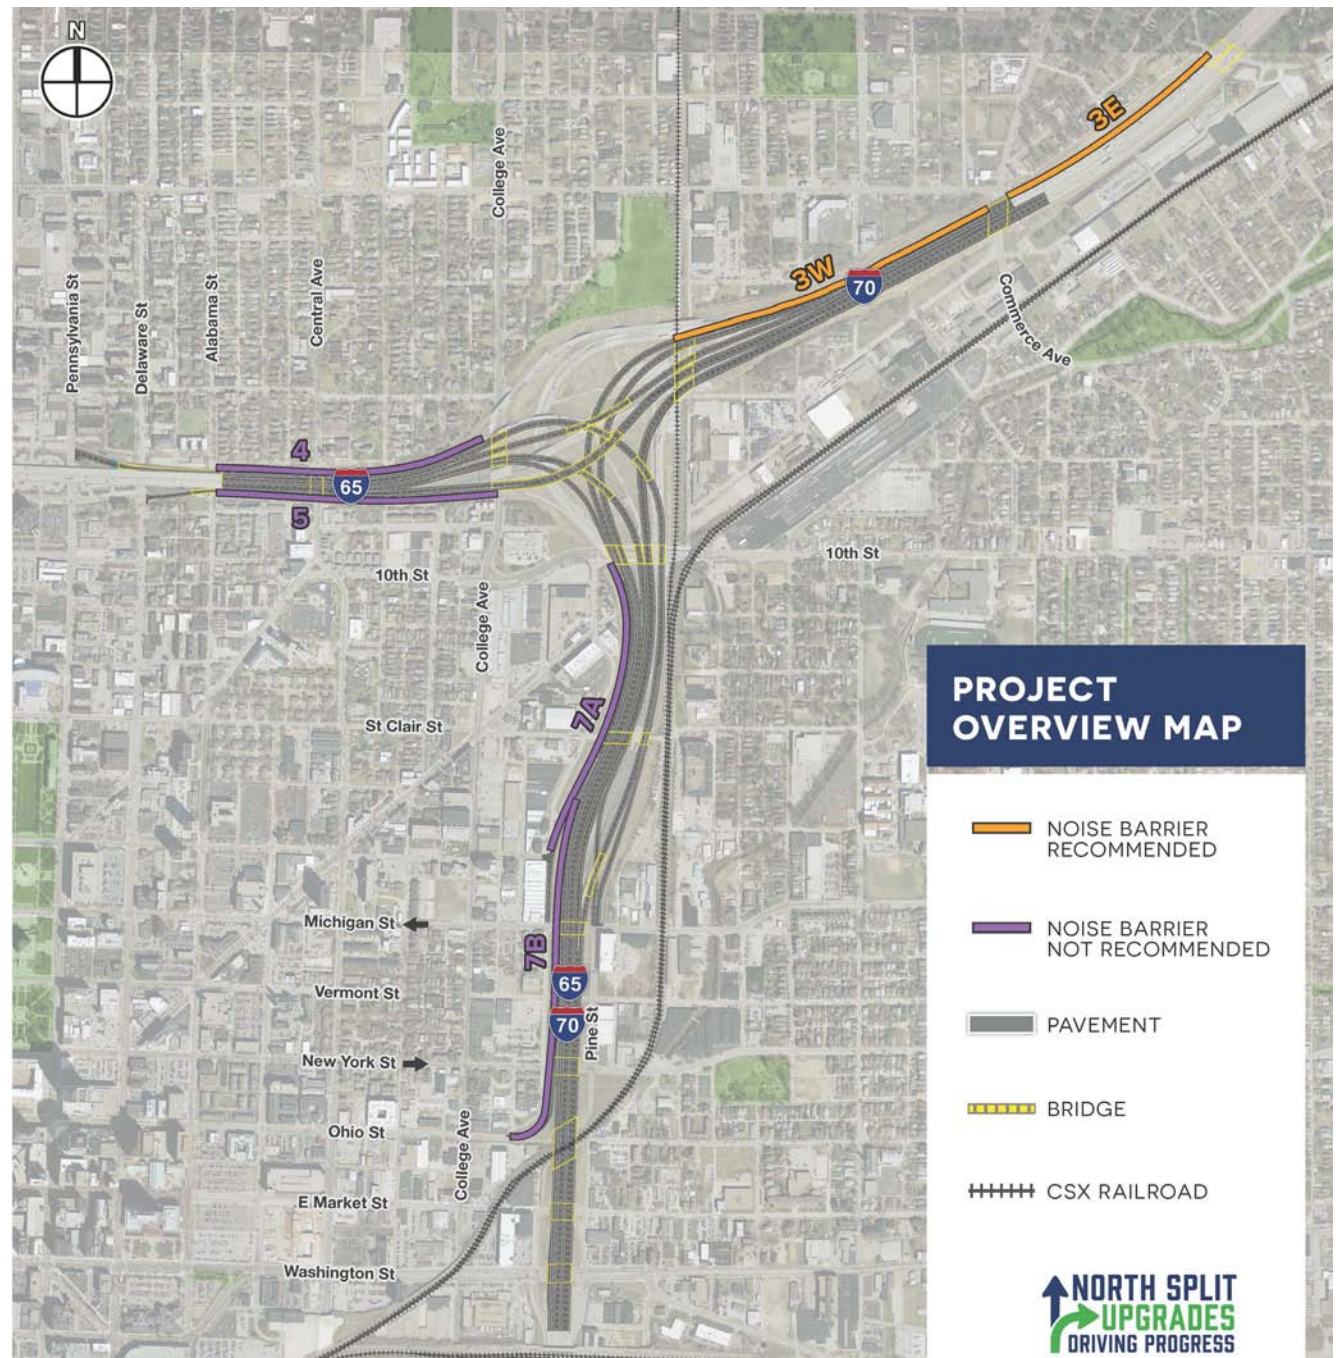 N
3E
College Ave
3W
70
Pennsylvania St
Delaware St
Alabama St
Central Ave
Commerce Ave
4
65
5
10th St
10th St
College Ave
7A
St Clair St
Michigan St
7B
Vermont St
65
70
Pine St
New York St
Ohio St
College Ave
E Market St
Washington St
PROJECT
OVERVIEW MAP
NOISE BARRIER
RECOMMENDED
NOISE BARRIER
NOT RECOMMENDED
PAVEMENT
BRIDGE
CSX RAILROAD
NORTH SPLIT
UPGRADES
DRIVING PROGRESS